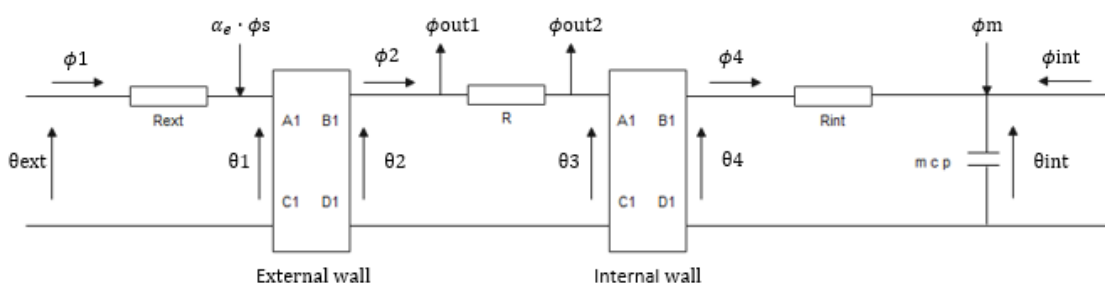 αₑ · ϕs
ϕout1
ϕout2
ϕm
ϕ1
ϕ2
ϕ4
ϕint
Rext
R
Rint
A1 B1
A1 B1
θext
θ1
θ2
θ3
θ4
m c p
θint
C1 D1
C1 D1
External wall
Internal wall